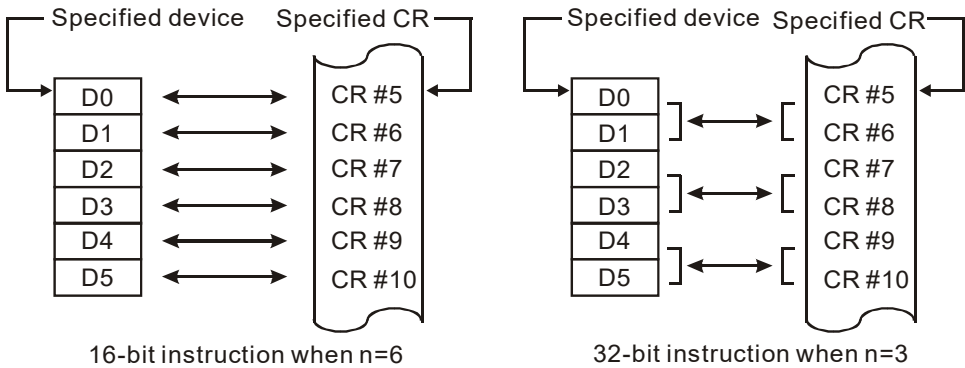 Specified device Specified CR
D0 CR #5
D1 CR #6
D2 CR #7
D3 CR #8
D4 CR #9
D5 CR #10
16-bit instruction when n=6
Specified device Specified CR
D0 CR #5
D1 CR #6
D2 CR #7
D3 CR #8
D4 CR #9
D5 CR #10
32-bit instruction when n=3